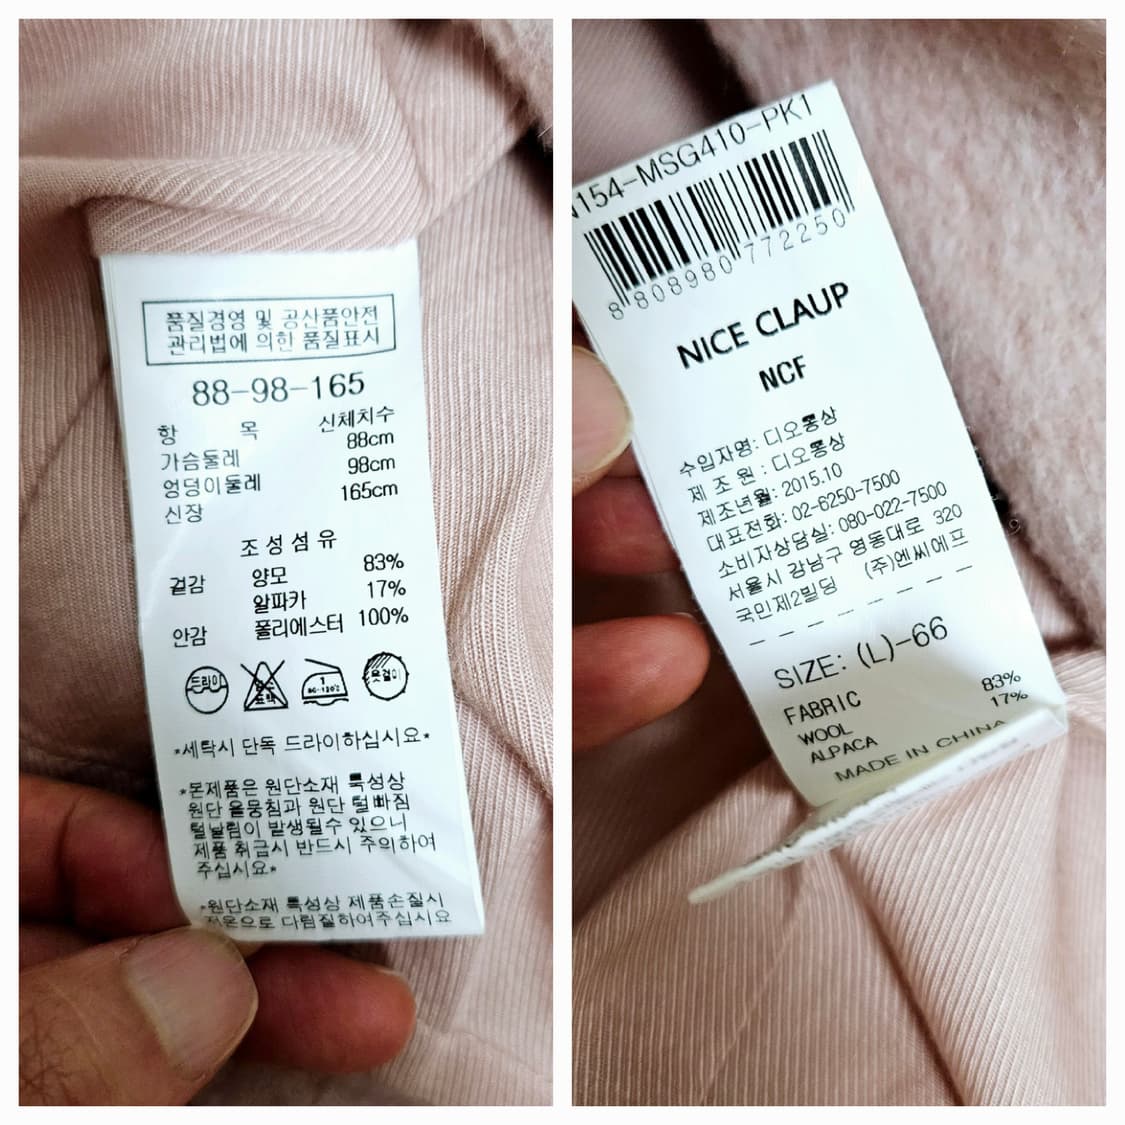 품질경영 및 공산품안전
관리법에 의한 품질표시
88-98-165
항 목 신체치수
가슴둘레 88cm
엉덩이둘레 98cm
신장 165cm
조성섬유
겉감 양모 83%
알파카 17%
안감 폴리에스터 100%
드라이
옷걸이
*세탁시 단독 드라이하십시요*
*본제품은 원단소재 특성상
원단 올뭉침과 원단 털빠짐
털날림이 발생될수 있으니
제품 취급시 반드시 주의하여
주십시요*
*원단소재 특성상 제품손질시
저온으로 다림질하여주십시요
154-MSG410-PK1
8 808980 772250
NICE CLAUP
NCF
수입자명: 디오통상
제 조 원 : 디오통상
제조년월: 2015.10
대표전화: 02-6250-7500
소비자상담실: 080-022-7500
서울시 강남구 영동대로 320
국민제2빌딩 (주)엔씨에프
SIZE: (L)-66
FABRIC
WOOL 83%
ALPACA 17%
MADE IN CHINA